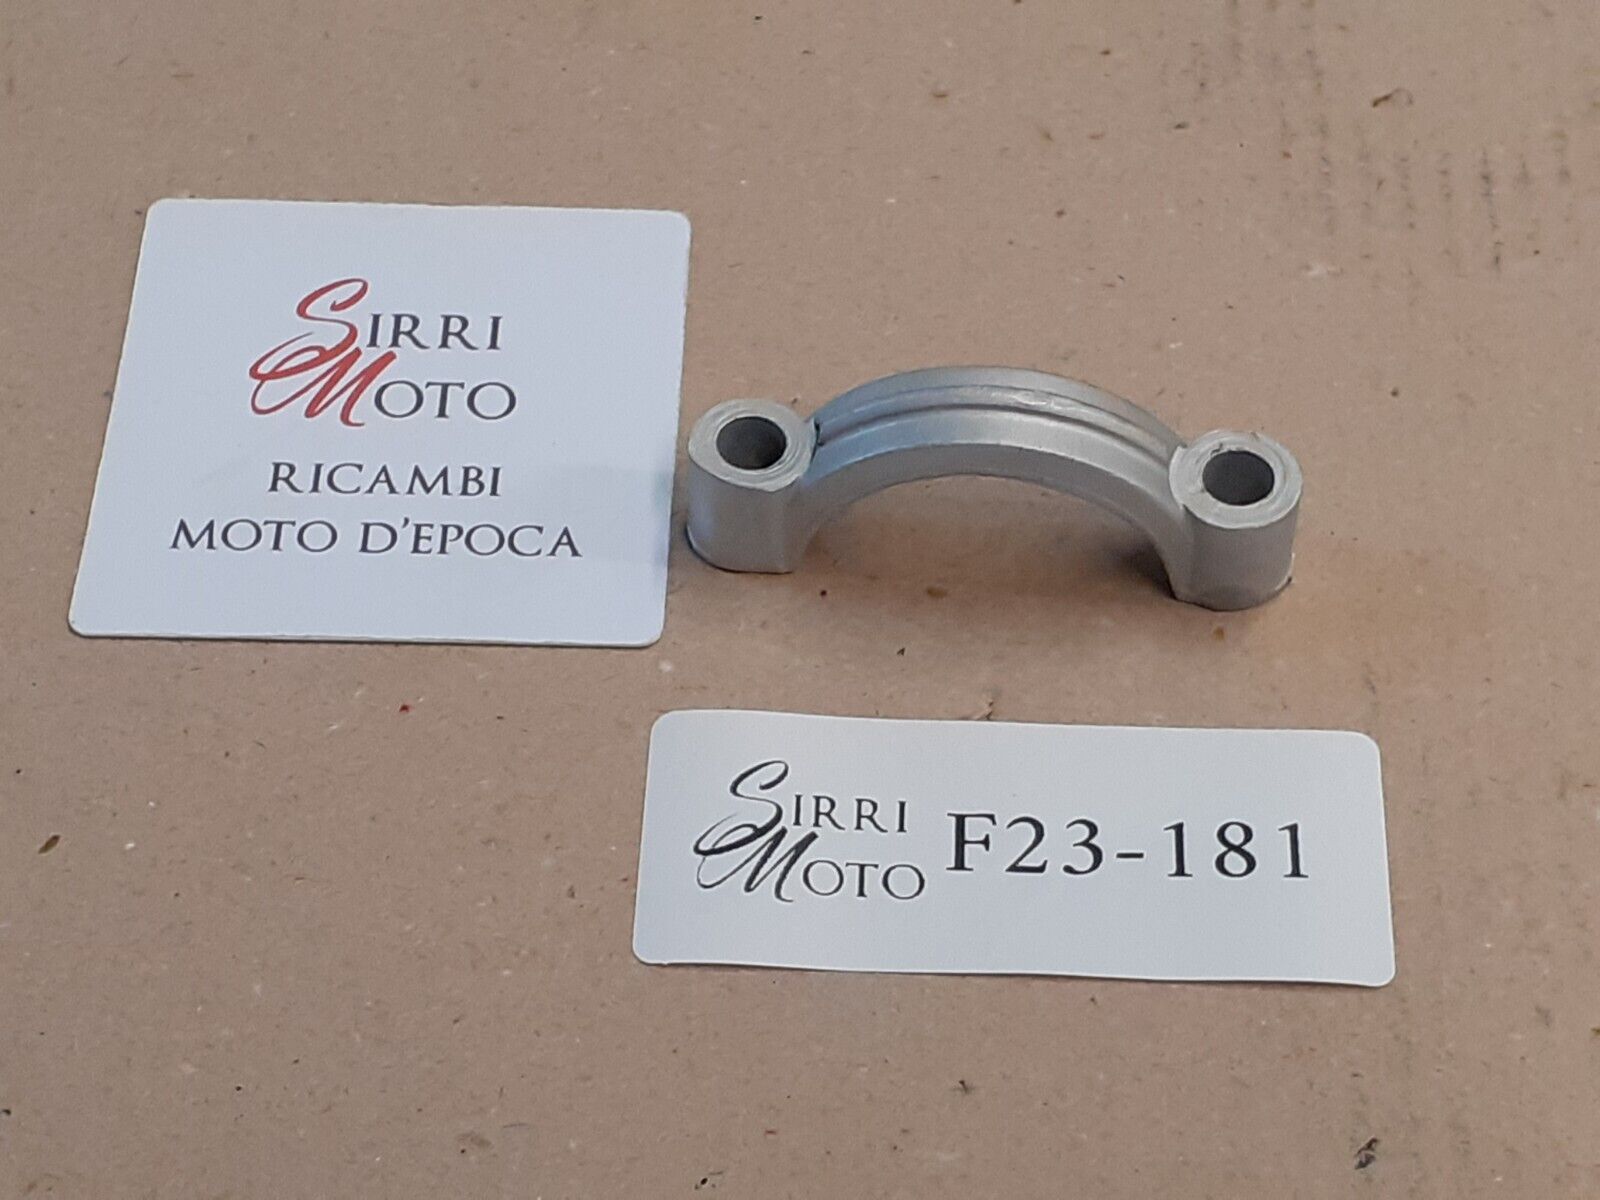 SIRRI
MOTO
RICAMBI
MOTO D'EPOCA
SIRRI
MOTO
F23-181